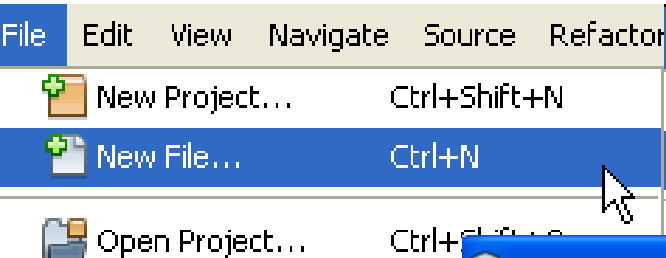 File Edit View Navigate Source Refactor
New Project... Ctrl+Shift+N
New File... Ctrl+N
Open Project...